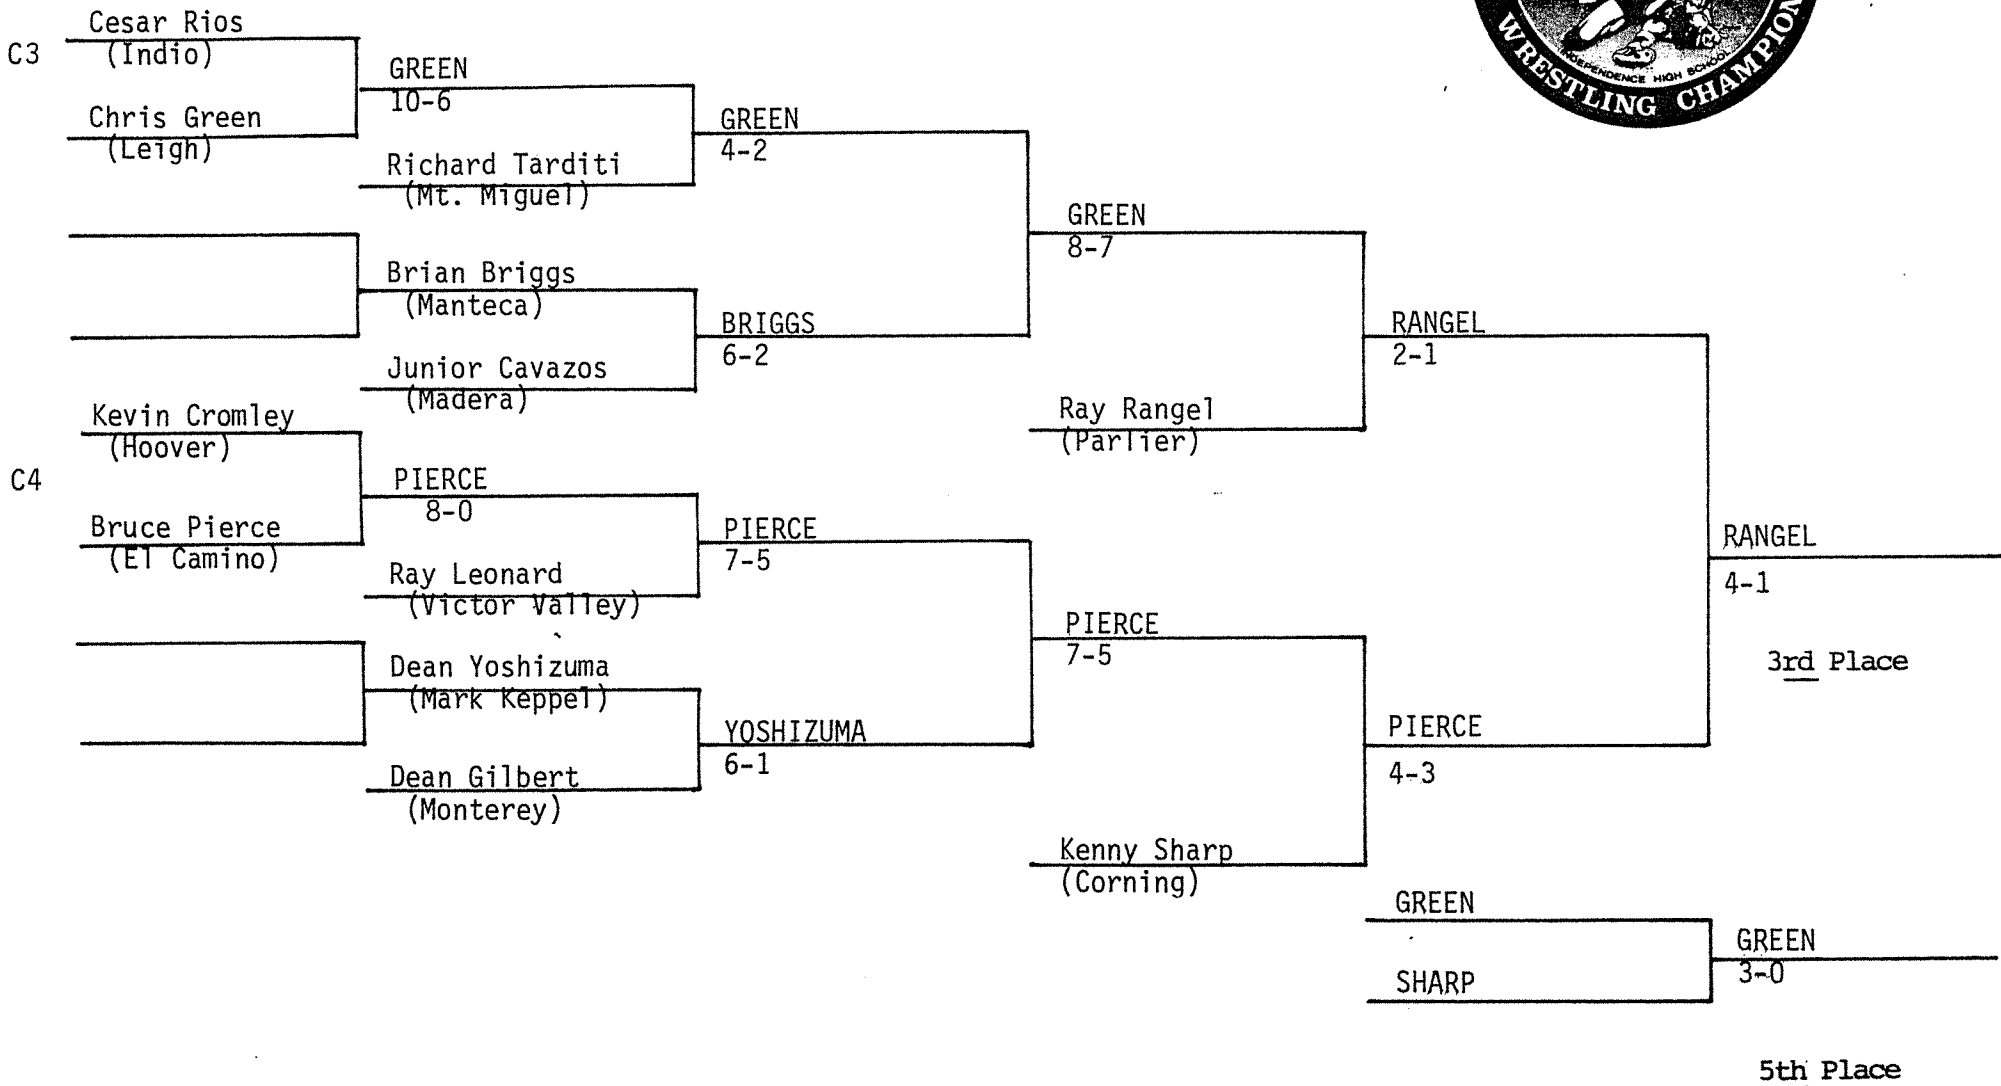 Cesar Rios
C3
(Indio)
GREEN
10-6
Chris Green
(Leigh)
GREEN
4-2
Richard Tarditi
(Mt. Miguel)
GREEN
8-7
Brian Briggs
(Manteca)
BRIGGS
6-2
Junior Cavazos
(Madera)
RANGEL
2-1
Ray Rangel
(Parlier)
Kevin Cromley
(Hoover)
C4
PIERCE
8-0
Bruce Pierce
(El Camino)
PIERCE
7-5
Ray Leonard
(Victor Valley)
RANGEL
4-1
3rd Place
PIERCE
7-5
Dean Yoshizuma
(Mark Keppel)
YOSHIZUMA
6-1
Dean Gilbert
(Monterey)
PIERCE
4-3
Kenny Sharp
(Corning)
GREEN
SHARP
GREEN
3-0
5th Place
INDEPENDENCE HIGH SCHOOL
WRESTLING CHAMPION